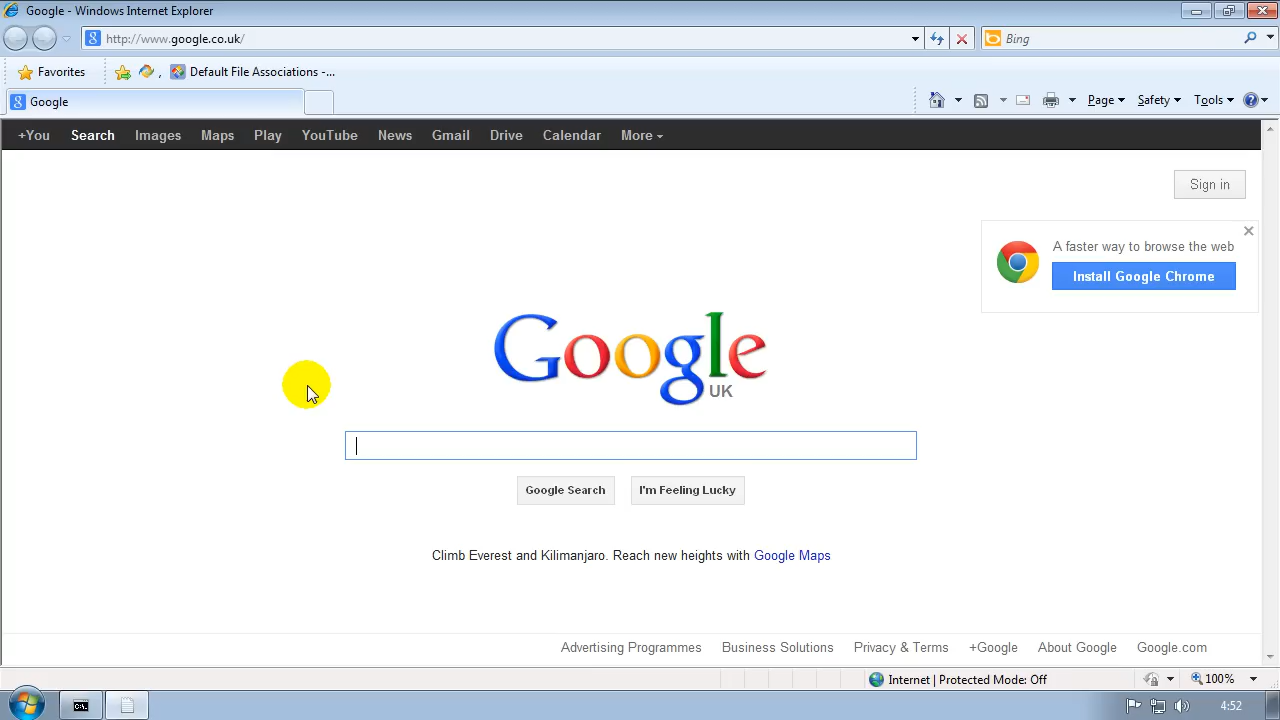 Google - Windows Internet Explorer
http://www.google.co.uk/
Bing
Favorites
Default File Associations -...
Google
Page
Safety
Tools
+You Search Images Maps Play YouTube News Gmail Drive Calendar More
Sign in
A faster way to browse the web
Install Google Chrome
Google
UK
Google Search
I'm Feeling Lucky
Climb Everest and Kilimanjaro. Reach new heights with Google Maps
Advertising Programmes Business Solutions Privacy & Terms +Google About Google Google.com
Internet | Protected Mode: Off
100%
4:52